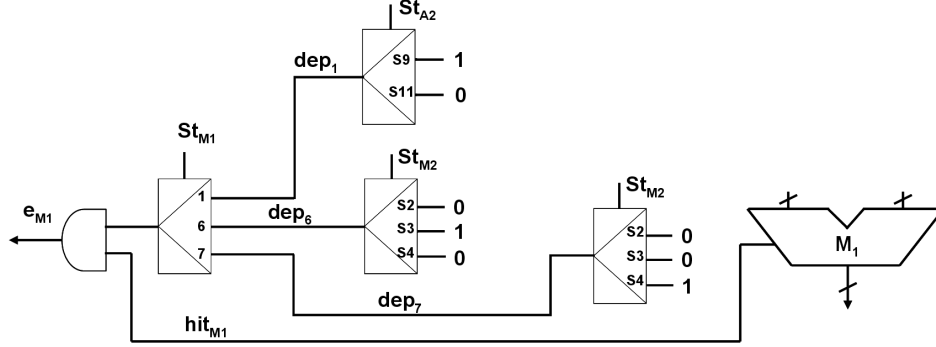 St_A2
S9 1
dep_1
S11 0
St_M1
St_M2
St_M2
1
S2 0
e_M1
dep_6
6
S3 1
S2 0
M_1
7
S4 0
S3 0
S4 1
dep_7
hit_M1